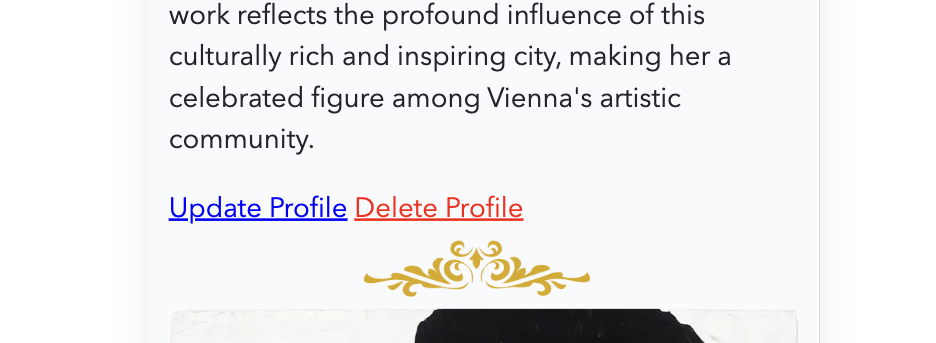 work reflects the profound influence of this
culturally rich and inspiring city, making her a
celebrated figure among Vienna's artistic
community.
Update Profile Delete Profile